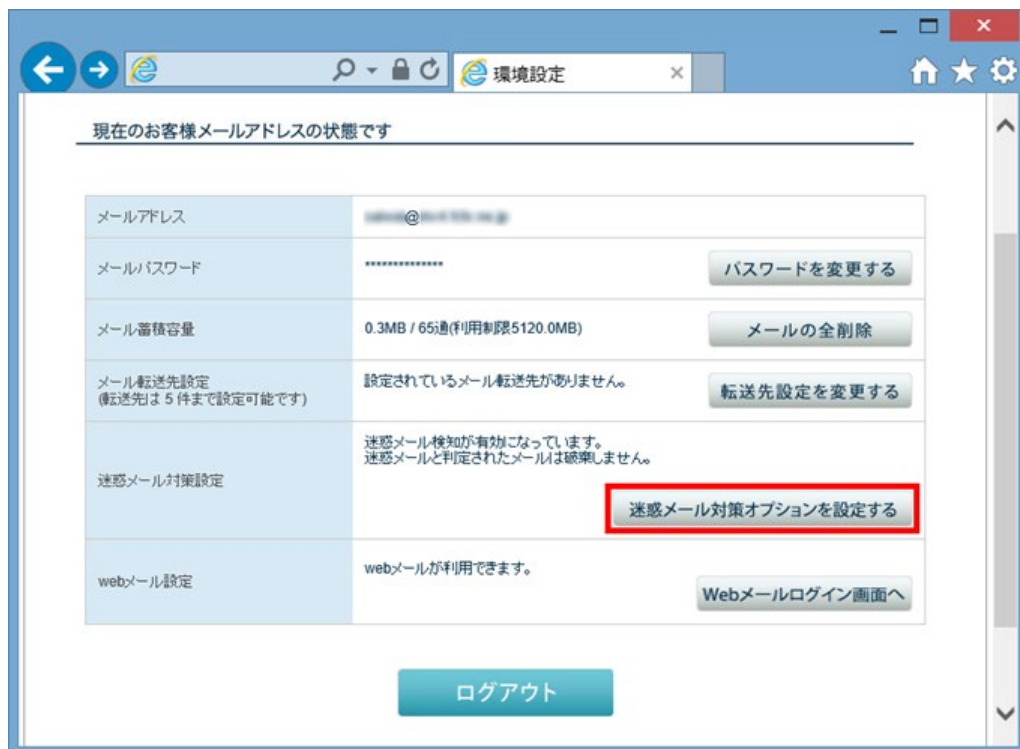 環境設定
現在のお客様メールアドレスの状態です
メールアドレス
@
メールパスワード
**************
パスワードを変更する
メール蓄積容量
0.3MB / 65通(利用制限5120.0MB)
メールの全削除
メール転送先設定
(転送先は5件まで設定可能です)
設定されているメール転送先がありません。
転送先設定を変更する
迷惑メール対策設定
迷惑メール検知が有効になっています。
迷惑メールと判定されたメールは破棄しません。
迷惑メール対策オプションを設定する
webメール設定
webメールが利用できます。
Webメールログイン画面へ
ログアウト